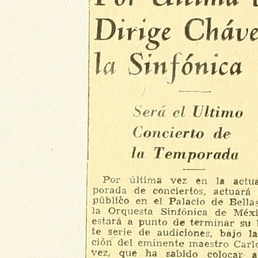 Por Ultima
Dirige Cháve
la Sinfónica
Será el Ultimo
Concierto de
la Temporada
Por última vez en la actua
porada de conciertos, actuará
público en el Palacio de Bellas
la Orquesta Sinfónica de Méxi
estará a punto de terminar su l
te serie de audiciones, bajo la
ción del eminente maestro Carlo
vez, que ha sabido colocar a